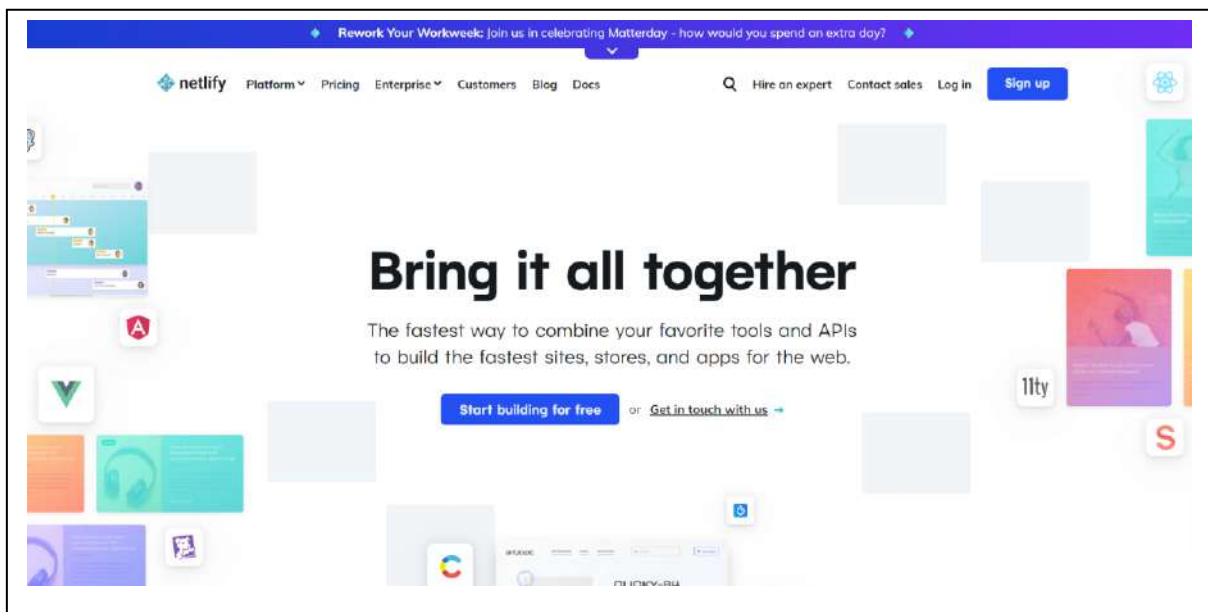 Rework Your Workweek: Join us in celebrating Matterday - how would you spend an extra day?
netlify Platform Pricing Enterprise Customers Blog Docs Hire an expert Contact sales Log in Sign up
Bring it all together
The fastest way to combine your favorite tools and APIs
to build the fastest sites, stores, and apps for the web.
11ty
Start building for free or Get in touch with us →